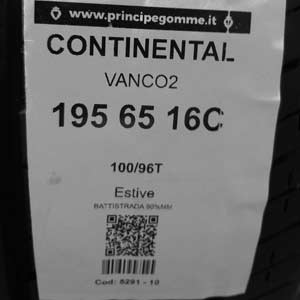 www.principegomme.it
CONTINENTAL
VANCO2
195 65 16C
100/96T
Estive
BATTISTRADA 90%MM
Cod: 5291 - 10